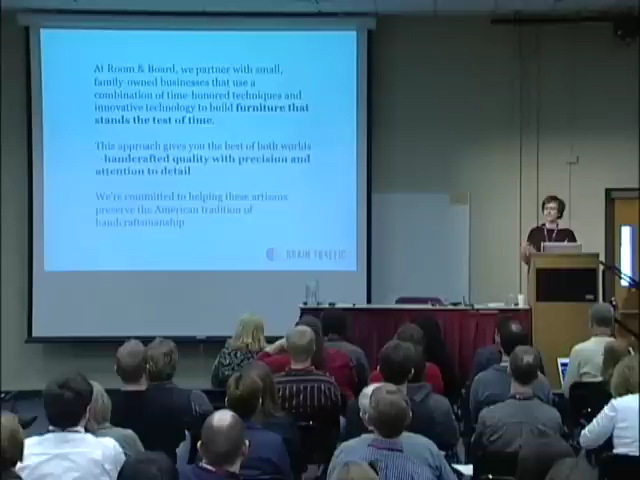 At Room & Board, we partner with small,
family-owned businesses that use a
combination of time-honored techniques and
innovative technology to build furniture that
stands the test of time.
This approach gives you the best of both worlds
–handcrafted quality with precision and
attention to detail
We're committed to helping these artisans
preserve the American tradition of
handcraftsmanship
BRAIN TRAFFIC